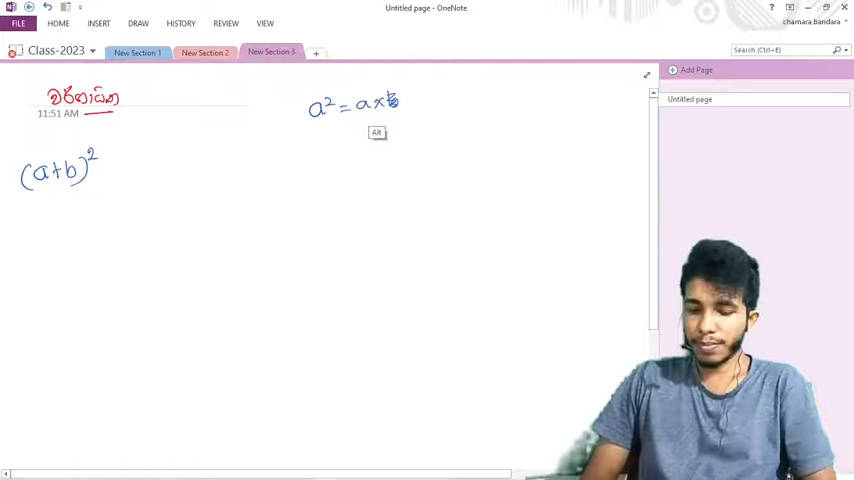 Untitled page - OneNote
FILE HOME INSERT DRAW HISTORY REVIEW VIEW
chamara.bandara
Class-2023 New Section 1 New Section 2 New Section 3
Search (Ctrl+E)
Add Page
Untitled page
වර්ගායිත
11:51 AM
a² = a×
Alt
(a+b)²